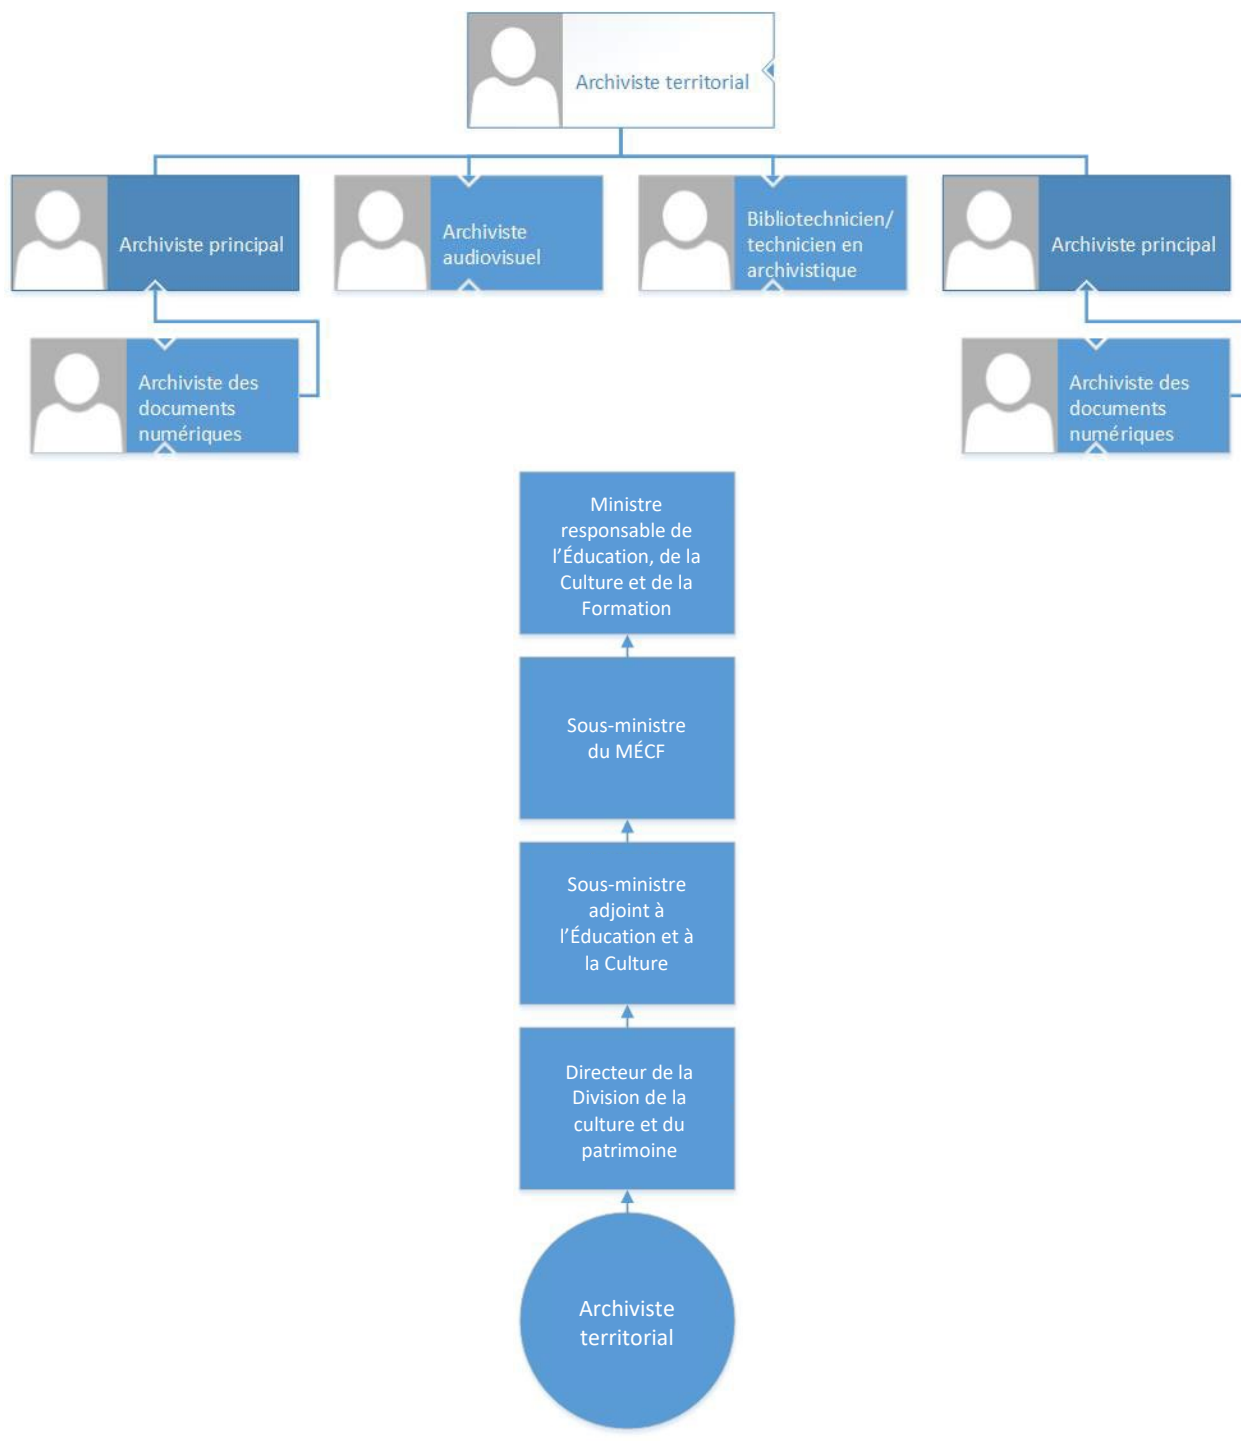 Archiviste territorial
Archiviste principal
Archiviste
audiovisuel
Bibliotechnicien/
technicien en
archivistique
Archiviste principal
Archiviste des
documents
numériques
Archiviste des
documents
numériques
Ministre
responsable de
l’Éducation, de la
Culture et de la
Formation
Sous-ministre
du MÉCF
Sous-ministre
adjoint à
l’Éducation et à
la Culture
Directeur de la
Division de la
culture et du
patrimoine
Archiviste
territorial